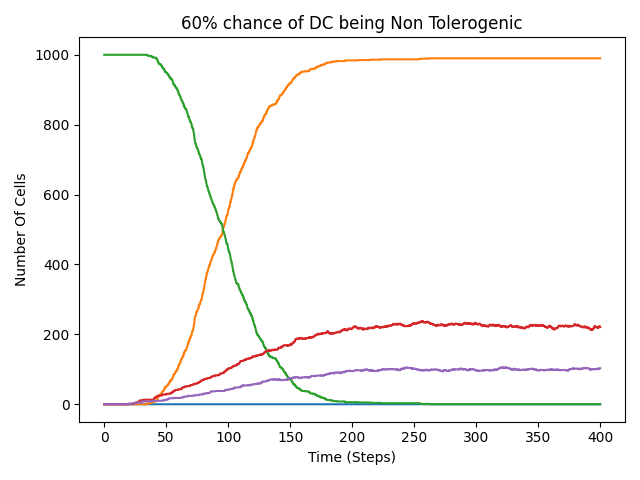 60% chance of DC being Non Tolerogenic
Number Of Cells
1000
800
600
400
200
0
0 50 100 150 200 250 300 350 400
Time (Steps)